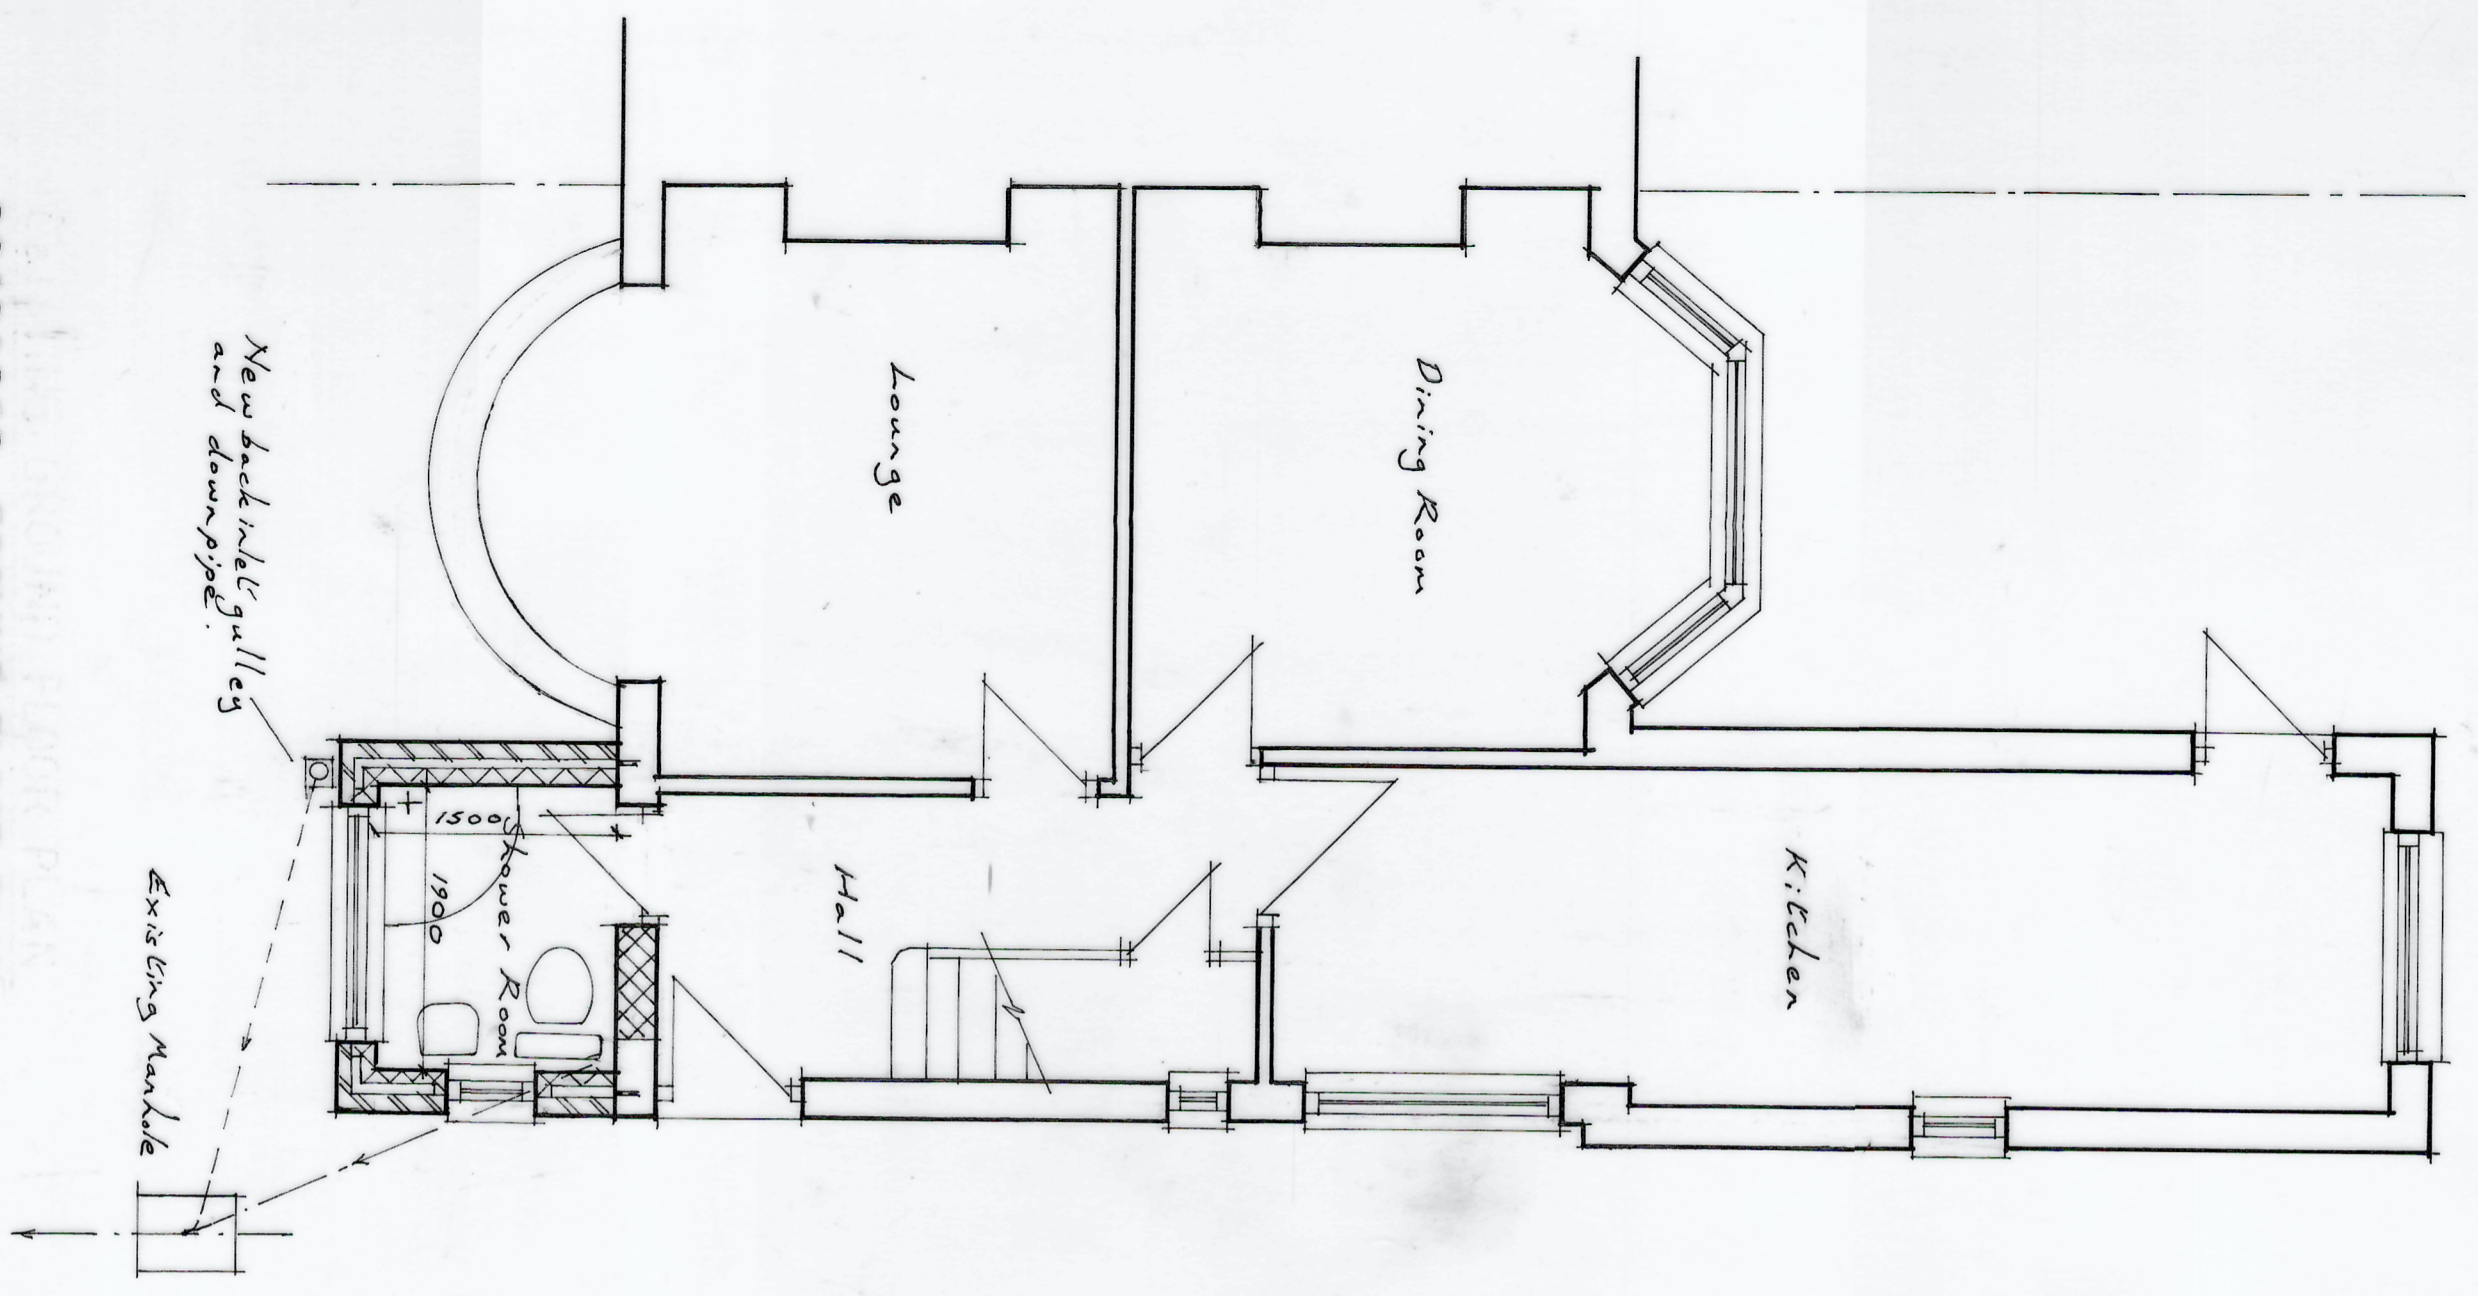 Dining Room
Lounge
Kitchen
Hall
Shower Room
1500
1900
New back inlet gulley
and downpipe.
Existing Manhole